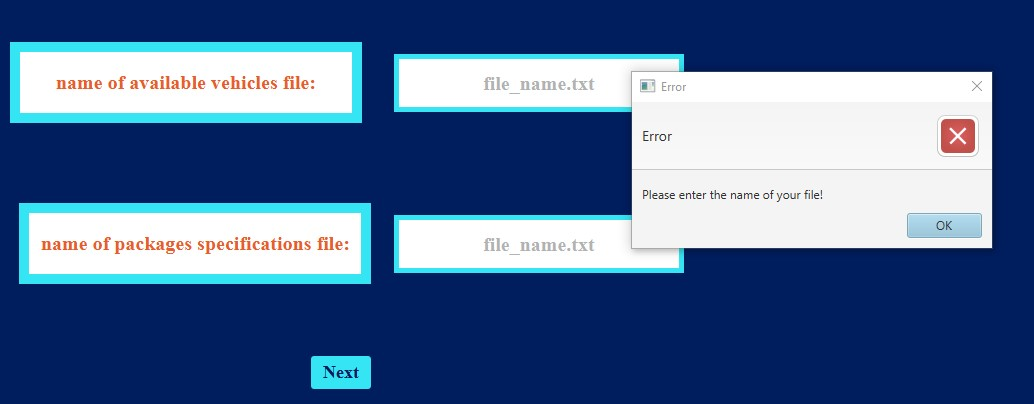 name of available vehicles file:
file_name.txt
Error
Error
Please enter the name of your file!
OK
name of packages specifications file:
file_name.txt
Next